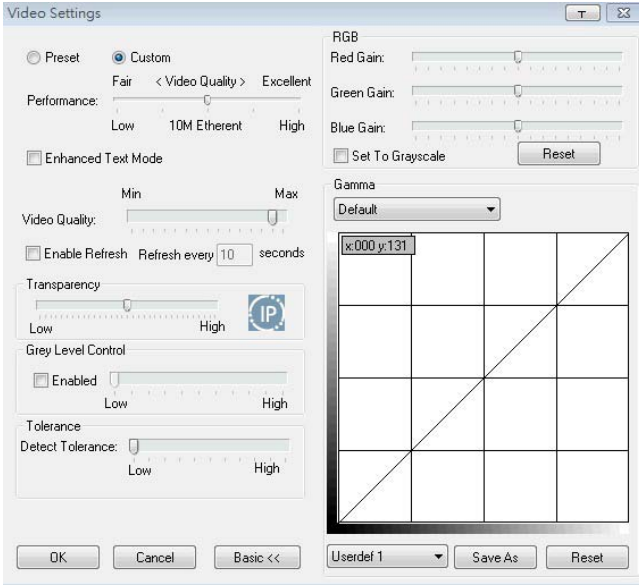 Video Settings
T
Preset
Custom
Fair < Video Quality > Excellent
Performance:
Low 10M Etherent High
Enhanced Text Mode
Min Max
Video Quality:
Enable Refresh Refresh every 10 seconds
Transparency
Low High
IP
Grey Level Control
Enabled
Low High
Tolerance
Detect Tolerance:
Low High
OK
Cancel
Basic <<
RGB
Red Gain:
Green Gain:
Blue Gain:
Set To Grayscale
Reset
Gamma
Default
x:000 y:131
Userdef 1
Save As
Reset